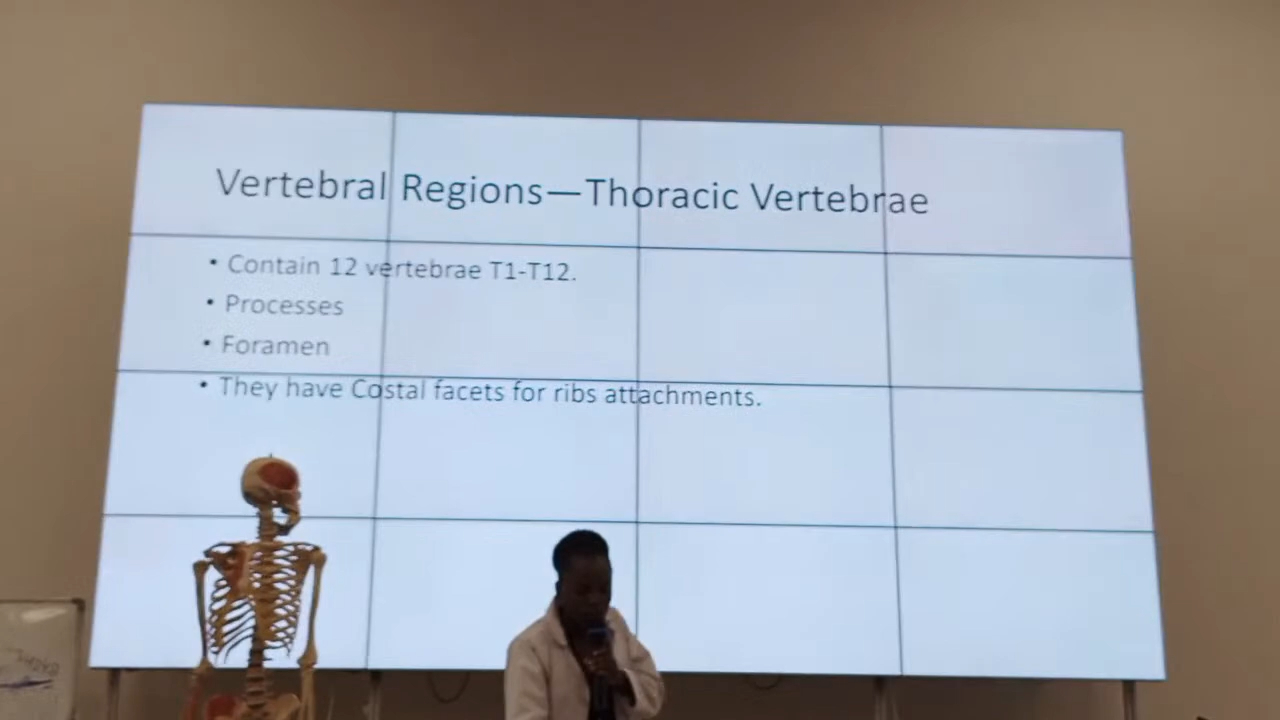 Vertebral Regions—Thoracic Vertebrae
• Contain 12 vertebrae T1-T12.
• Processes
• Foramen
• They have Costal facets for ribs attachments.